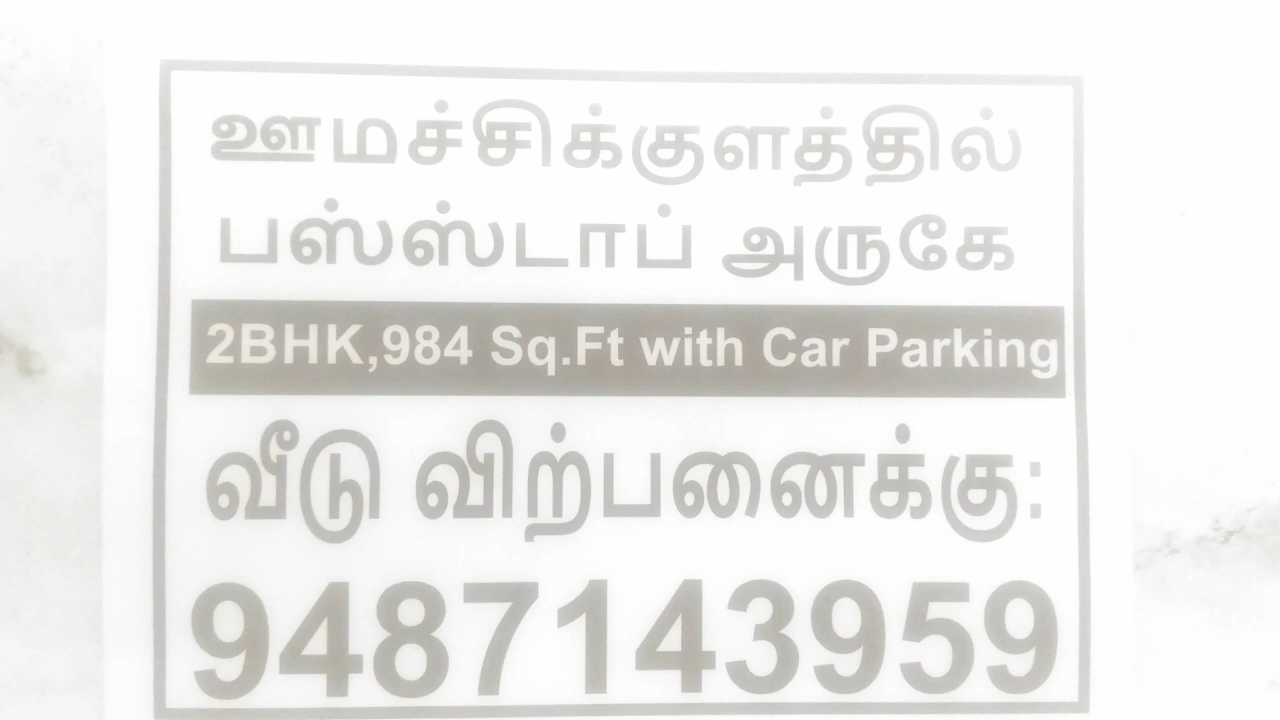 ஊமச்சிக்குளத்தில்
பஸ்ஸ்டாப் அருகே
2BHK,984 Sq.Ft with Car Parking
வீடு விற்பனைக்கு:
9487143959